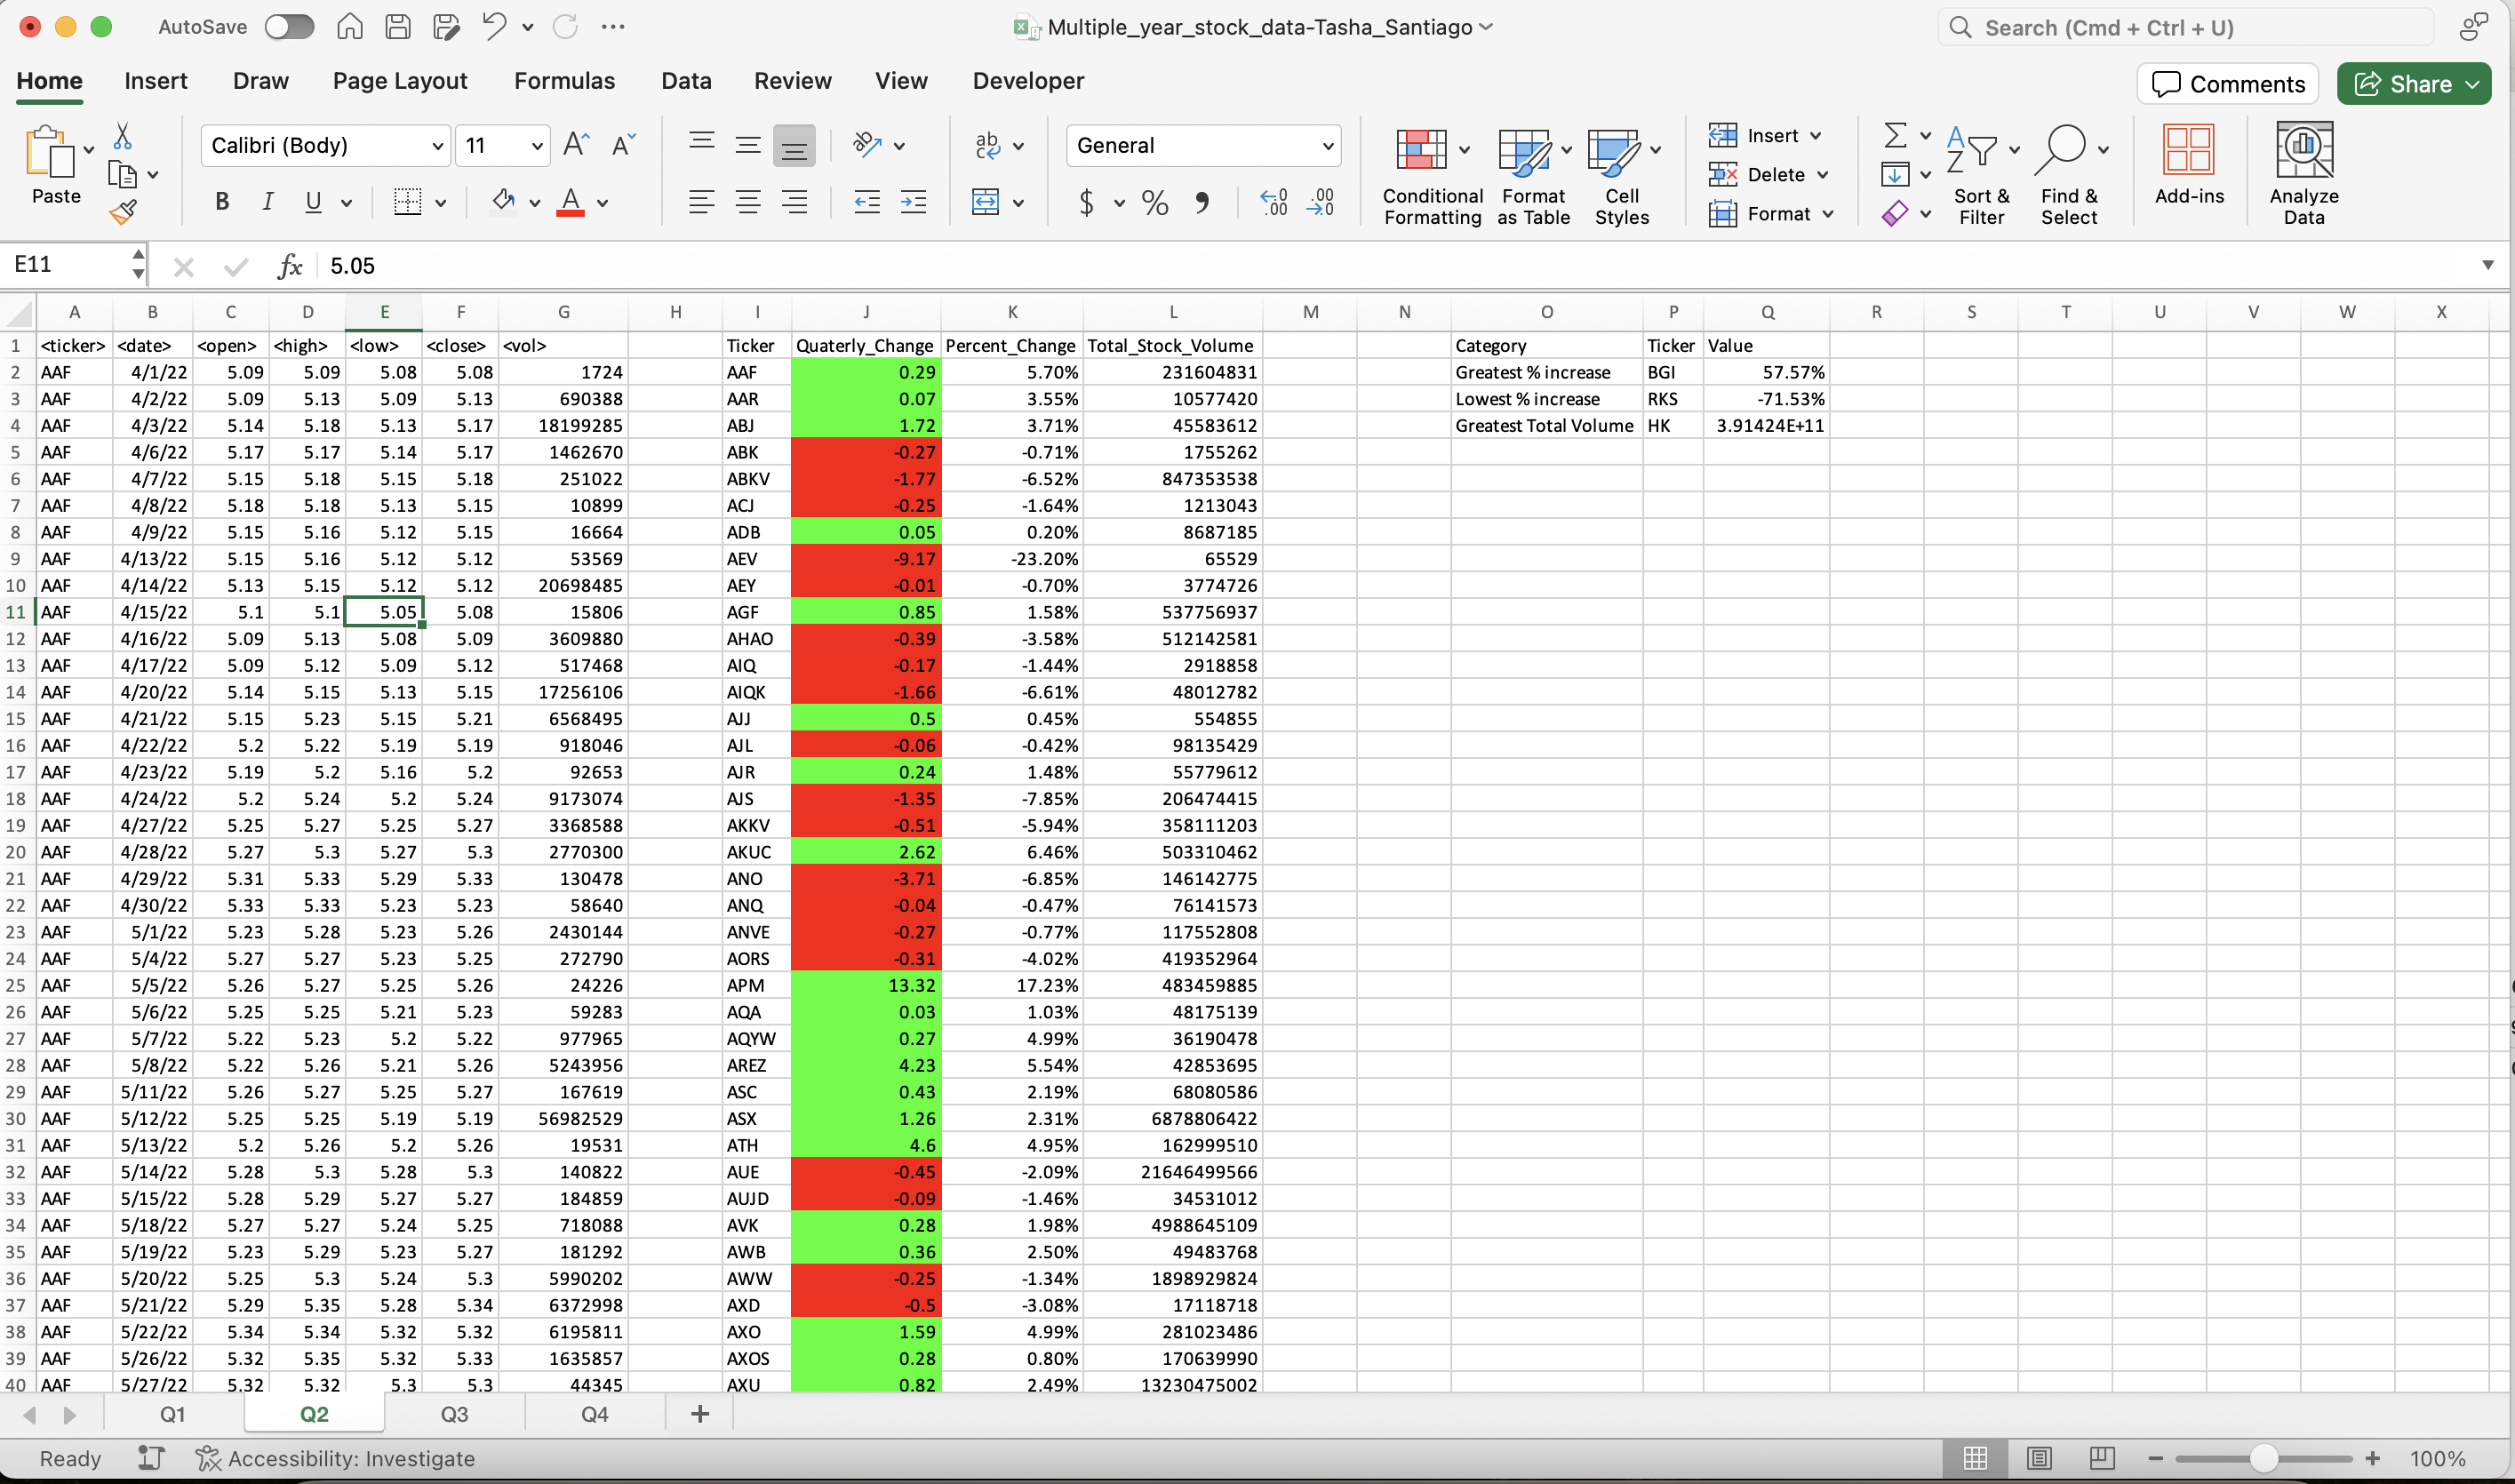 AutoSave Multiple_year_stock_data-Tasha_Santiago Search (Cmd + Ctrl + U)
Home Insert Draw Page Layout Formulas Data Review View Developer Comments Share
Paste Calibri (Body) 11 General Conditional Formatting Format as Table Cell Styles Insert Delete Format Sort & Filter Find & Select Add-ins Analyze Data
E11 fx 5.05
A B C D E F G H I J K L M N O P Q R S T U V W X
1 <ticker> <date> <open> <high> <low> <close> <vol> Ticker Quaterly_Change Percent_Change Total_Stock_Volume Category Ticker Value
2 AAF 4/1/22 5.09 5.09 5.08 5.08 1724 AAF 0.29 5.70% 231604831 Greatest % increase BGI 57.57%
3 AAF 4/2/22 5.09 5.13 5.09 5.13 690388 AAR 0.07 3.55% 10577420 Lowest % increase RKS -71.53%
4 AAF 4/3/22 5.14 5.18 5.13 5.17 18199285 ABJ 1.72 3.71% 45583612 Greatest Total Volume HK 3.91424E+11
5 AAF 4/6/22 5.17 5.17 5.14 5.17 1462670 ABK -0.27 -0.71% 1755262
6 AAF 4/7/22 5.15 5.18 5.15 5.18 251022 ABKV -1.77 -6.52% 847353538
7 AAF 4/8/22 5.18 5.18 5.13 5.15 10899 ACJ -0.25 -1.64% 1213043
8 AAF 4/9/22 5.15 5.16 5.12 5.15 16664 ADB 0.05 0.20% 8687185
9 AAF 4/13/22 5.15 5.16 5.12 5.12 53569 AEV -9.17 -23.20% 65529
10 AAF 4/14/22 5.13 5.15 5.12 5.12 20698485 AEY -0.01 -0.70% 3774726
11 AAF 4/15/22 5.1 5.1 5.05 5.08 15806 AGF 0.85 1.58% 537756937
12 AAF 4/16/22 5.09 5.13 5.08 5.09 3609880 AHAO -0.39 -3.58% 512142581
13 AAF 4/17/22 5.09 5.12 5.09 5.12 517468 AIQ -0.17 -1.44% 2918858
14 AAF 4/20/22 5.14 5.15 5.13 5.15 17256106 AIQK -1.66 -6.61% 48012782
15 AAF 4/21/22 5.15 5.23 5.15 5.21 6568495 AJJ 0.5 0.45% 554855
16 AAF 4/22/22 5.2 5.22 5.19 5.19 918046 AJL -0.06 -0.42% 98135429
17 AAF 4/23/22 5.19 5.2 5.16 5.2 92653 AJR 0.24 1.48% 55779612
18 AAF 4/24/22 5.2 5.24 5.2 5.24 9173074 AJS -1.35 -7.85% 206474415
19 AAF 4/27/22 5.25 5.27 5.25 5.27 3368588 AKKV -0.51 -5.94% 358111203
20 AAF 4/28/22 5.27 5.3 5.27 5.3 2770300 AKUC 2.62 6.46% 503310462
21 AAF 4/29/22 5.31 5.33 5.29 5.33 130478 ANO -3.71 -6.85% 146142775
22 AAF 4/30/22 5.33 5.33 5.23 5.23 58640 ANQ -0.04 -0.47% 76141573
23 AAF 5/1/22 5.23 5.28 5.23 5.26 2430144 ANVE -0.27 -0.77% 117552808
24 AAF 5/4/22 5.27 5.27 5.23 5.25 272790 AORS -0.31 -4.02% 419352964
25 AAF 5/5/22 5.26 5.27 5.25 5.26 24226 APM 13.32 17.23% 483459885
26 AAF 5/6/22 5.25 5.25 5.21 5.23 59283 AQA 0.03 1.03% 48175139
27 AAF 5/7/22 5.22 5.23 5.2 5.22 977965 AQYW 0.27 4.99% 36190478
28 AAF 5/8/22 5.22 5.26 5.21 5.26 5243956 AREZ 4.23 5.54% 42853695
29 AAF 5/11/22 5.26 5.27 5.25 5.27 167619 ASC 0.43 2.19% 68080586
30 AAF 5/12/22 5.25 5.25 5.19 5.19 56982529 ASX 1.26 2.31% 6878806422
31 AAF 5/13/22 5.2 5.26 5.2 5.26 19531 ATH 4.6 4.95% 162999510
32 AAF 5/14/22 5.28 5.3 5.28 5.3 140822 AUE -0.45 -2.09% 21646499566
33 AAF 5/15/22 5.28 5.29 5.27 5.27 184859 AUJD -0.09 -1.46% 34531012
34 AAF 5/18/22 5.27 5.27 5.24 5.25 718088 AVK 0.28 1.98% 4988645109
35 AAF 5/19/22 5.23 5.29 5.23 5.27 181292 AWB 0.36 2.50% 49483768
36 AAF 5/20/22 5.25 5.3 5.24 5.3 5990202 AWW -0.25 -1.34% 1898929824
37 AAF 5/21/22 5.29 5.35 5.28 5.34 6372998 AXD -0.5 -3.08% 17118718
38 AAF 5/22/22 5.34 5.34 5.32 5.32 6195811 AXO 1.59 4.99% 281023486
39 AAF 5/26/22 5.32 5.35 5.32 5.33 1635857 AXOS 0.28 0.80% 170639990
40 AAF 5/27/22 5.32 5.32 5.3 5.3 44345 AXU 0.82 2.49% 13230475002
Q1 Q2 Q3 Q4
Ready Accessibility: Investigate 100%